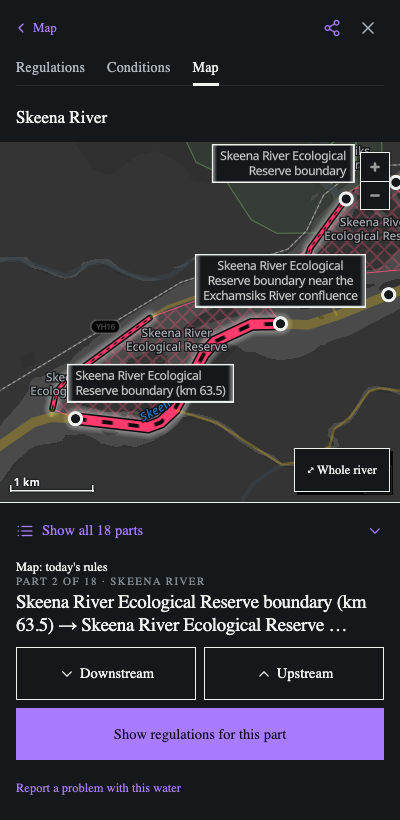 Map
Regulations
Conditions
Map
Skeena River
Skeena River Ecological
Reserve boundary
Skeena River Ecological
Reserve boundary near the
Exchamsiks River confluence
YH16
Skeena River
Ecological Reserve
Skeena River Ecological
Reserve boundary (km 63.5)
1 km
Whole river
Show all 18 parts
Map: today's rules
PART 2 OF 18 · SKEENA RIVER
Skeena River Ecological Reserve boundary (km
63.5) → Skeena River Ecological Reserve …
Downstream
Upstream
Show regulations for this part
Report a problem with this water